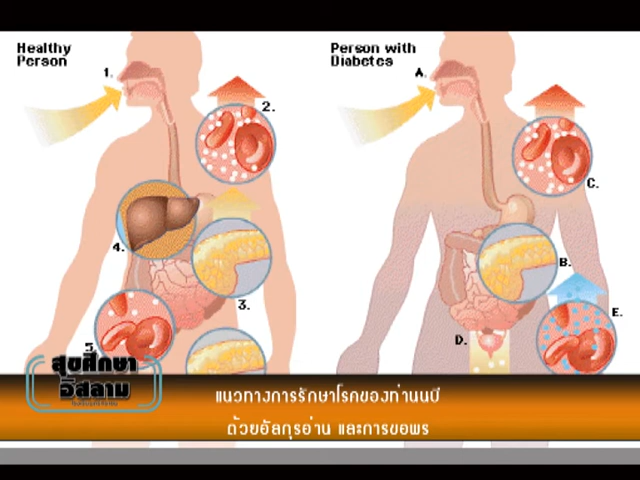 Healthy
Person
Person with
Diabetes
1.
A.
2.
C.
4.
3.
B.
E.
5
D.
สุขศึกษา
อิสลาม
แนวทางการรักษาโรคของท่านนบี
ด้วยอัลกุรอ่าน และการขอพร